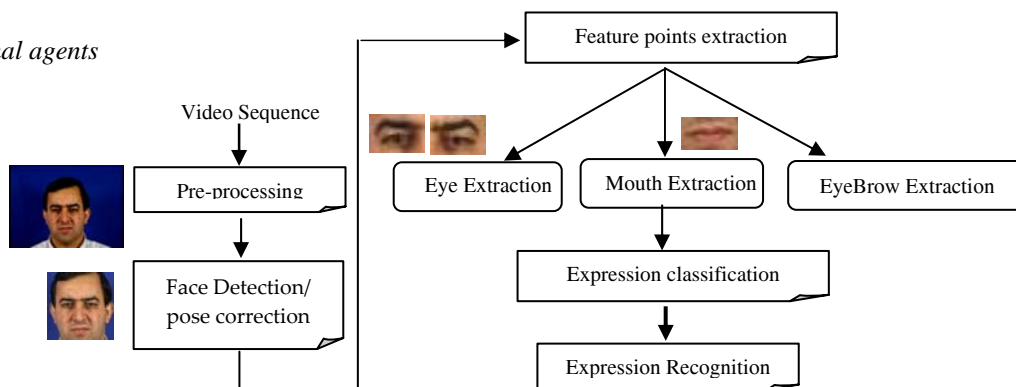 nal agents
Video Sequence
Pre-processing
Face Detection/
pose correction
Feature points extraction
Eye Extraction
Mouth Extraction
EyeBrow Extraction
Expression classification
Expression Recognition